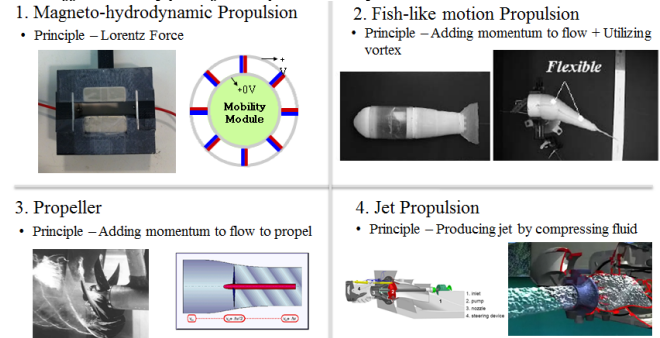 1. Magneto-hydrodynamic Propulsion
• Principle – Lorentz Force
+
V
+0V
Mobility
Module
2. Fish-like motion Propulsion
• Principle – Adding momentum to flow + Utilizing
vortex
Flexible
3. Propeller
• Principle – Adding momentum to flow to propel
4. Jet Propulsion
• Principle – Producing jet by compressing fluid
1. inlet
2. pump
3. nozzle
4. steering device